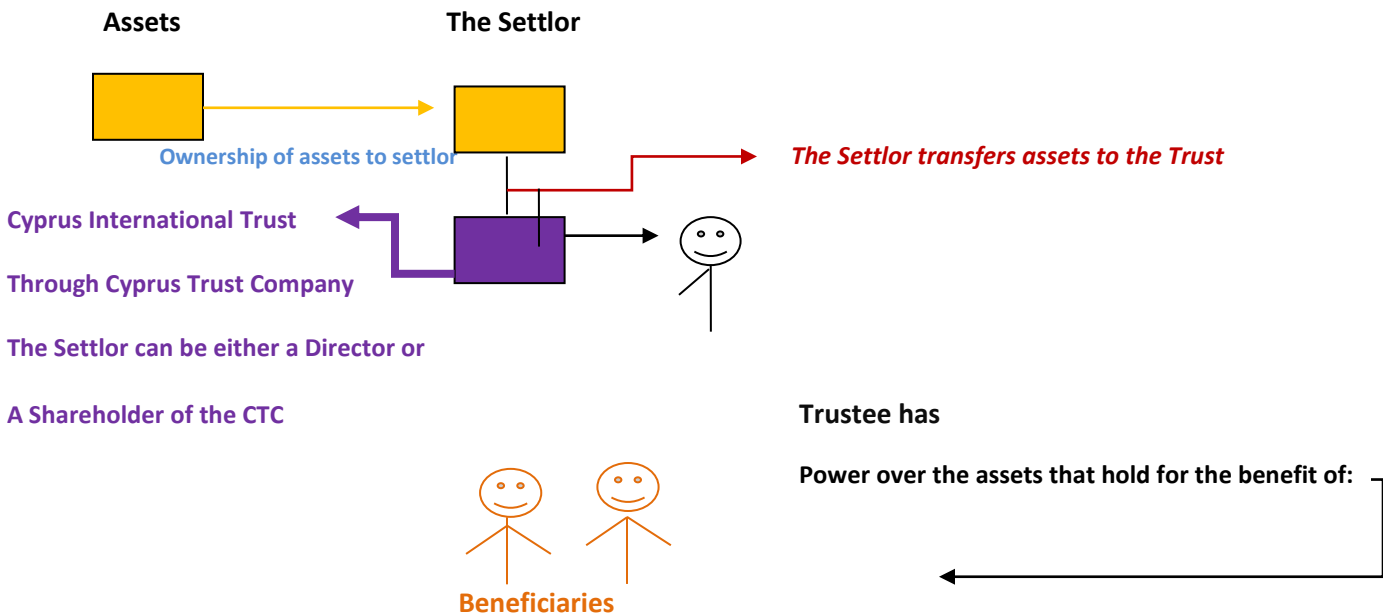 Assets
The Settlor
Ownership of assets to settlor
The Settlor transfers assets to the Trust
Cyprus International Trust
Through Cyprus Trust Company
The Settlor can be either a Director or
A Shareholder of the CTC
Trustee has
Power over the assets that hold for the benefit of:
Beneficiaries